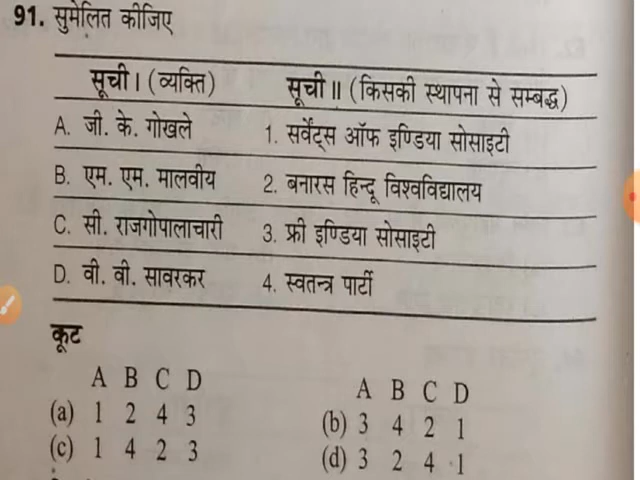 91. सुमेलित कीजिए
सूची I (व्यक्ति) सूची II (किसकी स्थापना से सम्बद्ध)
A. जी. के. गोखले 1. सर्वेंट्स ऑफ इण्डिया सोसाइटी
B. एम. एम. मालवीय 2. बनारस हिन्दू विश्वविद्यालय
C. सी. राजगोपालाचारी 3. फ्री इण्डिया सोसाइटी
D. वी. वी. सावरकर 4. स्वतन्त्र पार्टी
कूट
A B C D A B C D
(a) 1 2 4 3 (b) 3 4 2 1
(c) 1 4 2 3 (d) 3 2 4 1